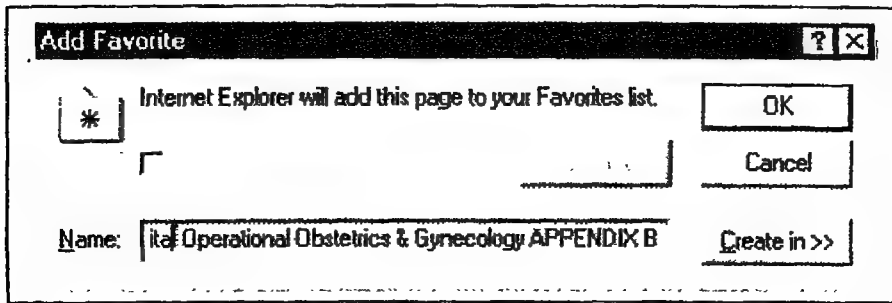 Add Favorite
Internet Explorer will add this page to your Favorites list.
OK
Cancel
Name: ital Operational Obstetrics & Gynecology APPENDIX B
Create in >>